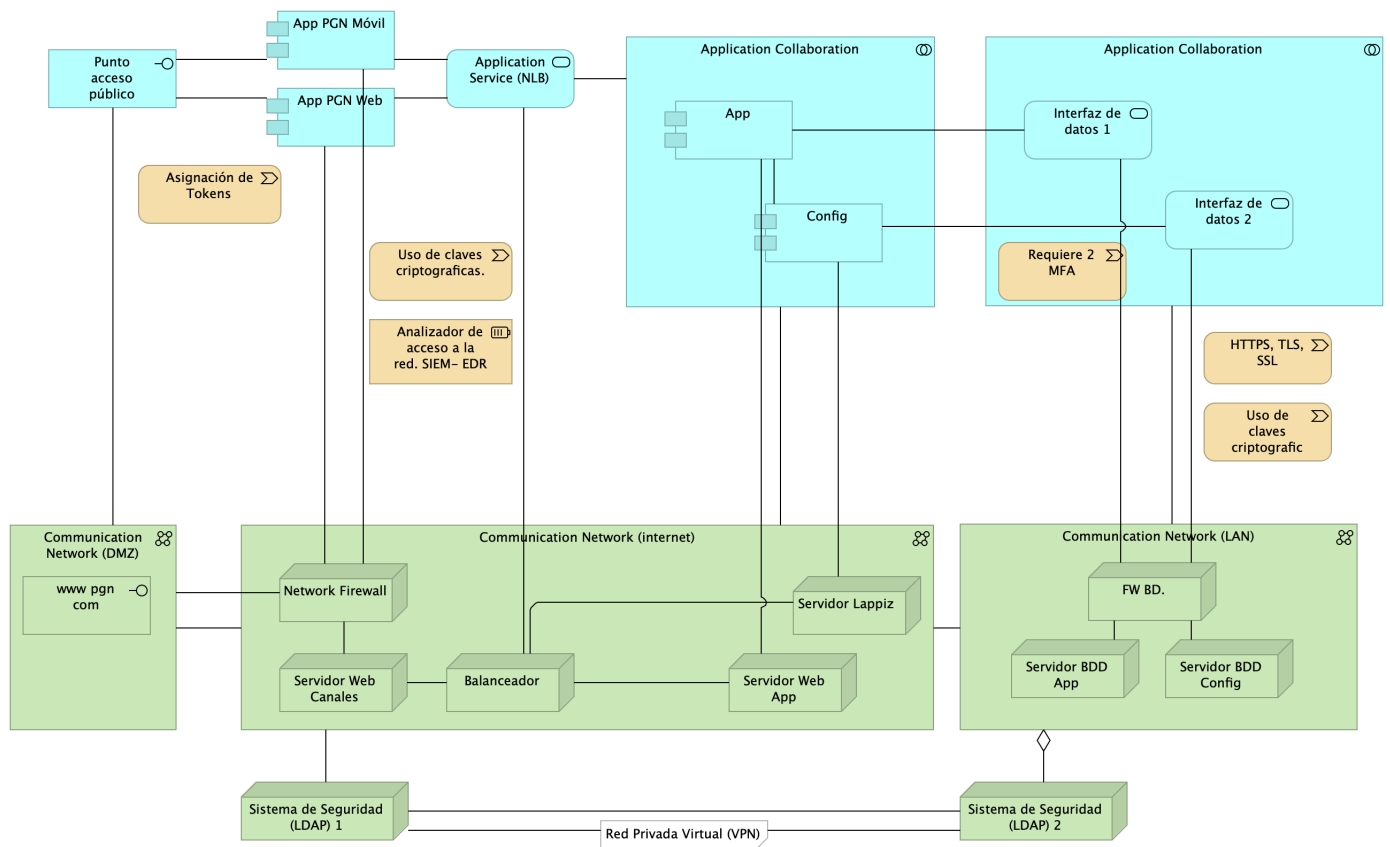 App PGN Móvil
Punto
acceso
público
App PGN Web
Application
Service (NLB)
Application Collaboration
App
Config
Application Collaboration
Interfaz de
datos 1
Interfaz de
datos 2
Asignación de
Tokens
Uso de claves
criptograficas.
Analizador de
acceso a la
red. SIEM- EDR
Requiere 2
MFA
HTTPS, TLS,
SSL
Uso de
claves
criptografic
Communication
Network (DMZ)
www pgn
com
Communication Network (internet)
Network Firewall
Servidor Lappiz
Servidor Web
Canales
Balanceador
Servidor Web
App
Communication Network (LAN)
FW BD.
Servidor BDD
App
Servidor BDD
Config
Sistema de Seguridad
(LDAP) 1
Red Privada Virtual (VPN)
Sistema de Seguridad
(LDAP) 2